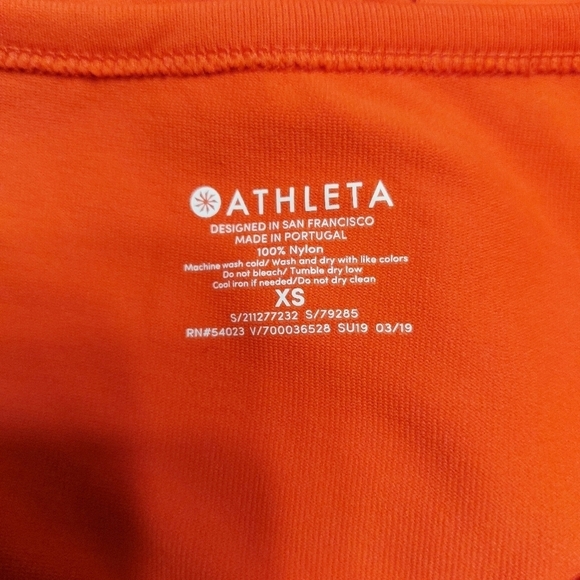 ATHLETA
DESIGNED IN SAN FRANCISCO
MADE IN PORTUGAL
100% Nylon
Machine wash cold/ Wash and dry with like colors
Do not bleach/ Tumble dry low
Cool iron if needed/Do not dry clean
XS
S/211277232 S/79285
RN#54023 V/700036528 SU19 03/19